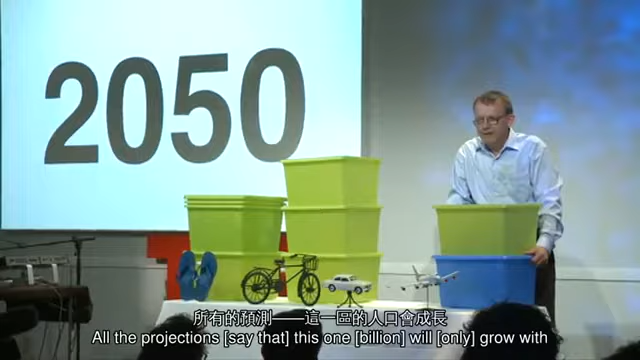 2050
所有的預測——這一區的人口會成長
All the projections [say that] this one [billion] will [only] grow with